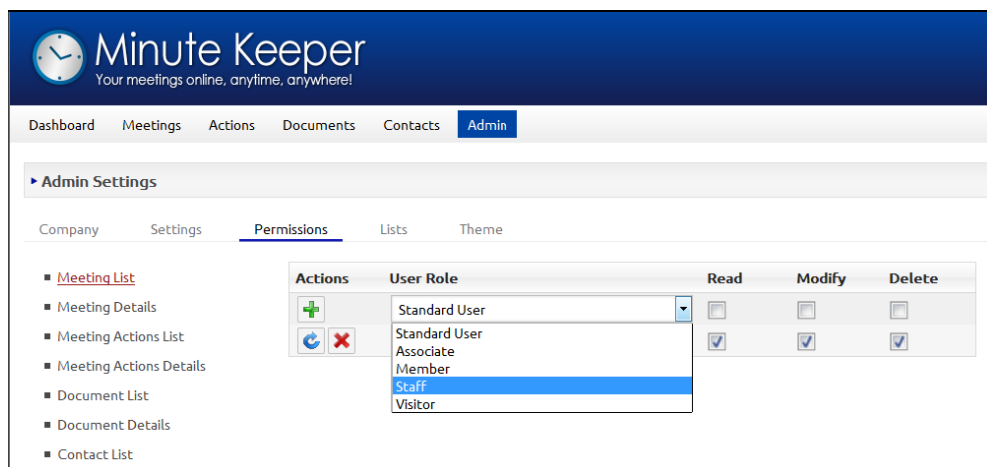 Minute Keeper
Your meetings online, anytime, anywhere!
Dashboard Meetings Actions Documents Contacts Admin
Admin Settings
Company Settings Permissions Lists Theme
Meeting List
Meeting Details
Meeting Actions List
Meeting Actions Details
Document List
Document Details
Contact List
Actions User Role Read Modify Delete
Standard User
Standard User
Associate
Member
Staff
Visitor